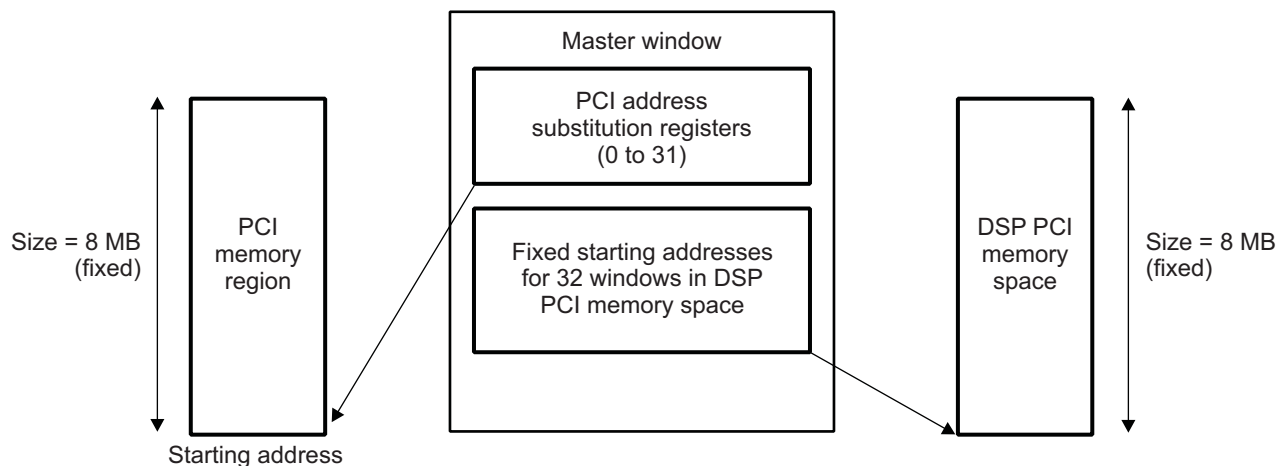 Master window
PCI address
substitution registers
(0 to 31)
Size = 8 MB
(fixed)
PCI
memory
region
Fixed starting addresses
for 32 windows in DSP
PCI memory space
DSP PCI
memory
space
Size = 8 MB
(fixed)
Starting address